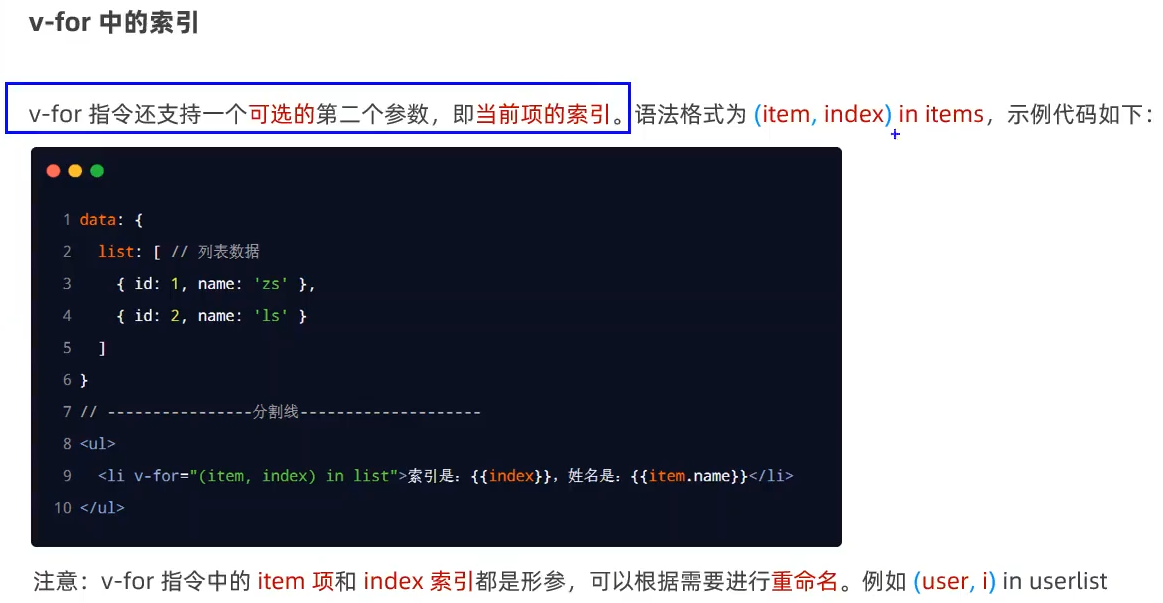 v-for 中的索引
v-for 指令还支持一个可选的第二个参数，即当前项的索引。语法格式为 (item, index) in items，示例代码如下：
1 data: {
2   list: [ // 列表数据
3     { id: 1, name: 'zs' },
4     { id: 2, name: 'ls' }
5   ]
6 }
7 // ----------------分割线--------------------
8 <ul>
9   <li v-for="(item, index) in list">索引是：{{index}}，姓名是：{{item.name}}</li>
10 </ul>
注意：v-for 指令中的 item 项和 index 索引都是形参，可以根据需要进行重命名。例如 (user, i) in userlist